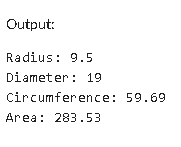 Output:
Radius: 9.5
Diameter: 19
Circumference: 59.69
Area: 283.53